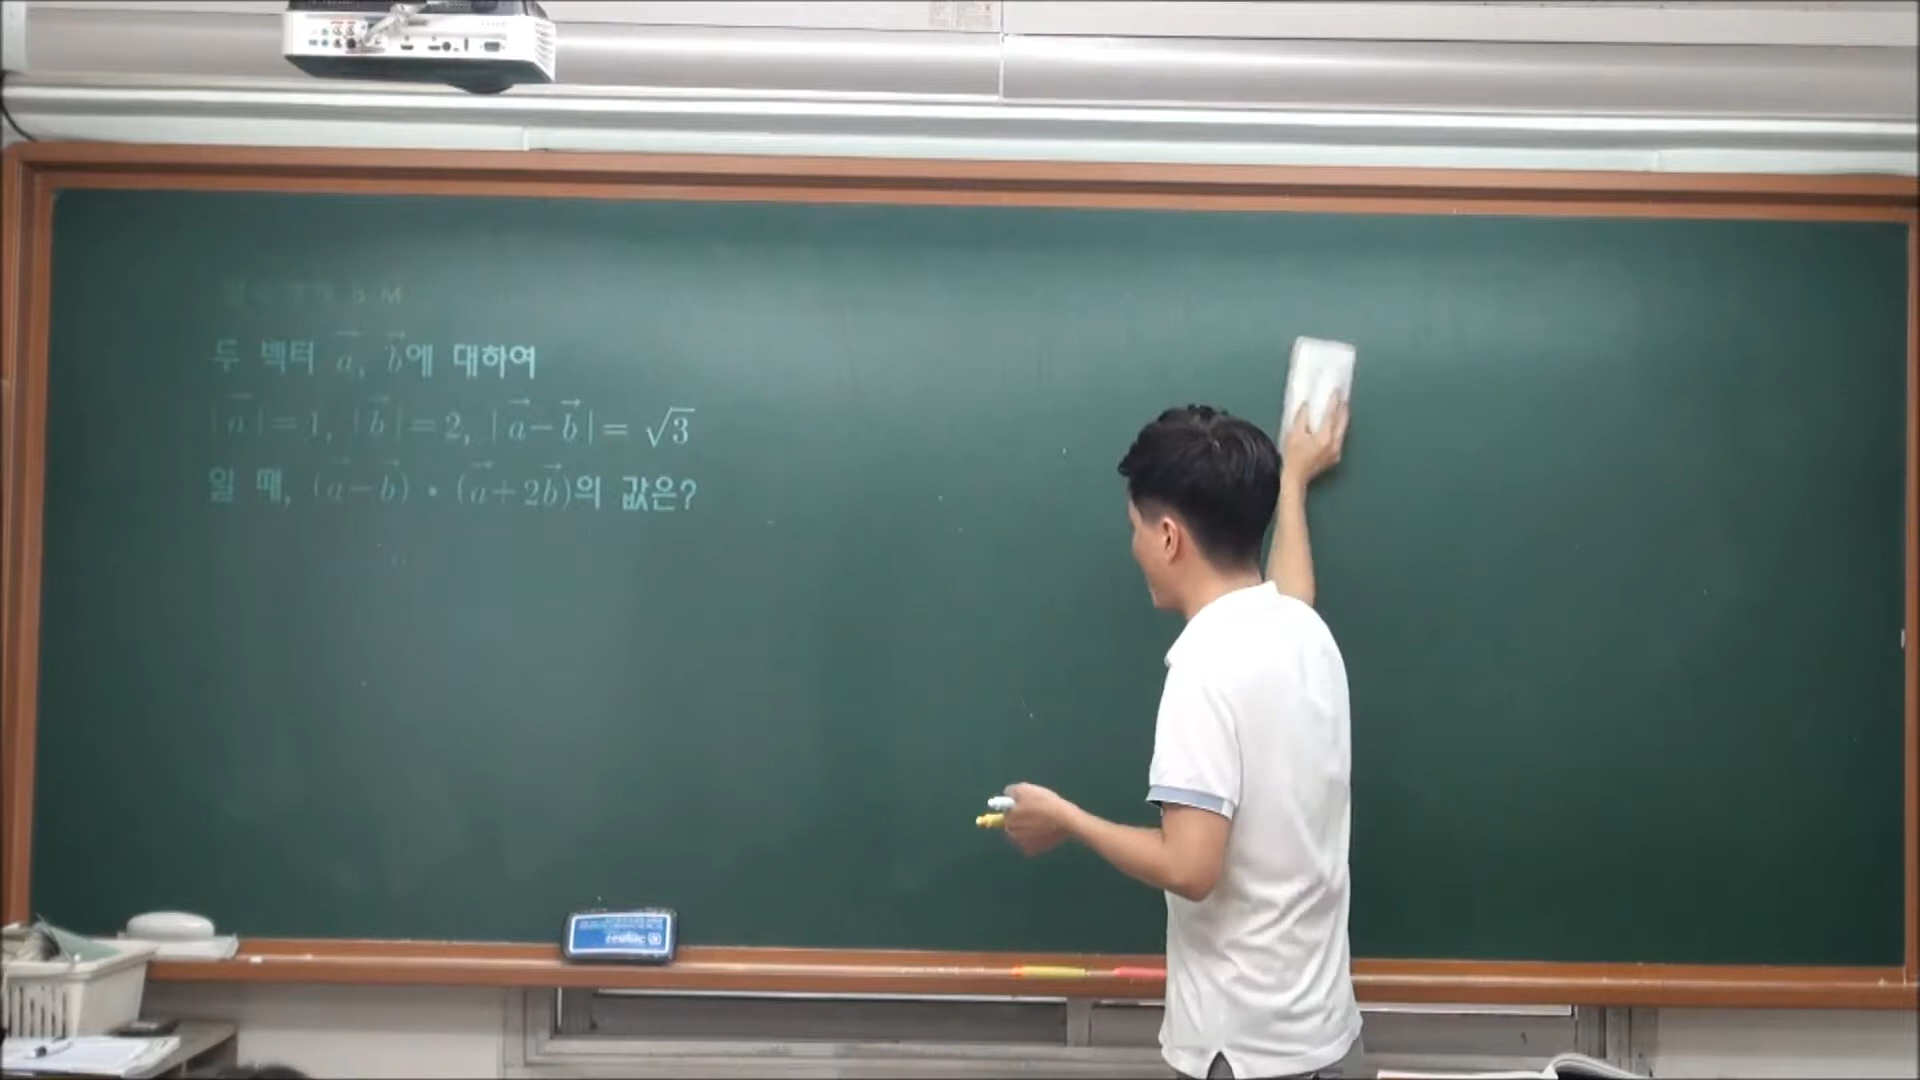 두 벡터 a⃗, b⃗에 대하여
|a⃗|=1, |b⃗|=2, |a⃗-b⃗|=√3
일 때, (a⃗-b⃗)•(a⃗+2b⃗)의 값은?